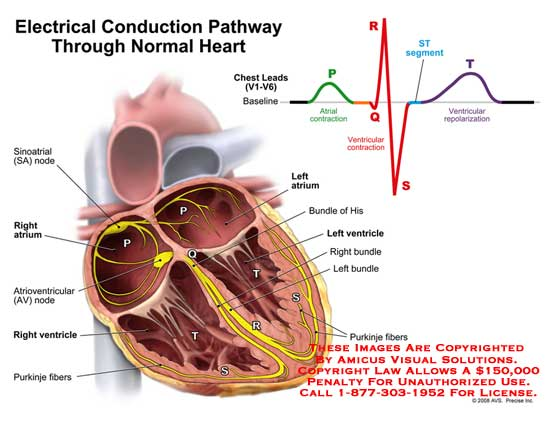 Electrical Conduction Pathway
Through Normal Heart
R
ST
segment
P
T
Chest Leads
(V1-V6)
Baseline
Q
Atrial
contraction
Ventricular
repolarization
Ventricular
contraction
S
Sinoatrial
(SA) node
Left
atrium
P
Bundle of His
Right
atrium
P
Left ventricle
Q
Right bundle
T
Left bundle
Atrioventricular
(AV) node
S
R
Right ventricle
T
Purkinje fibers
S
Purkinje fibers
These Images Are Copyrighted
By Amicus Visual Solutions.
Copyright Law Allows A $150,000
Penalty For Unauthorized Use.
Call 1-877-303-1952 For License.
© 2008 AVS. Precise Inc.